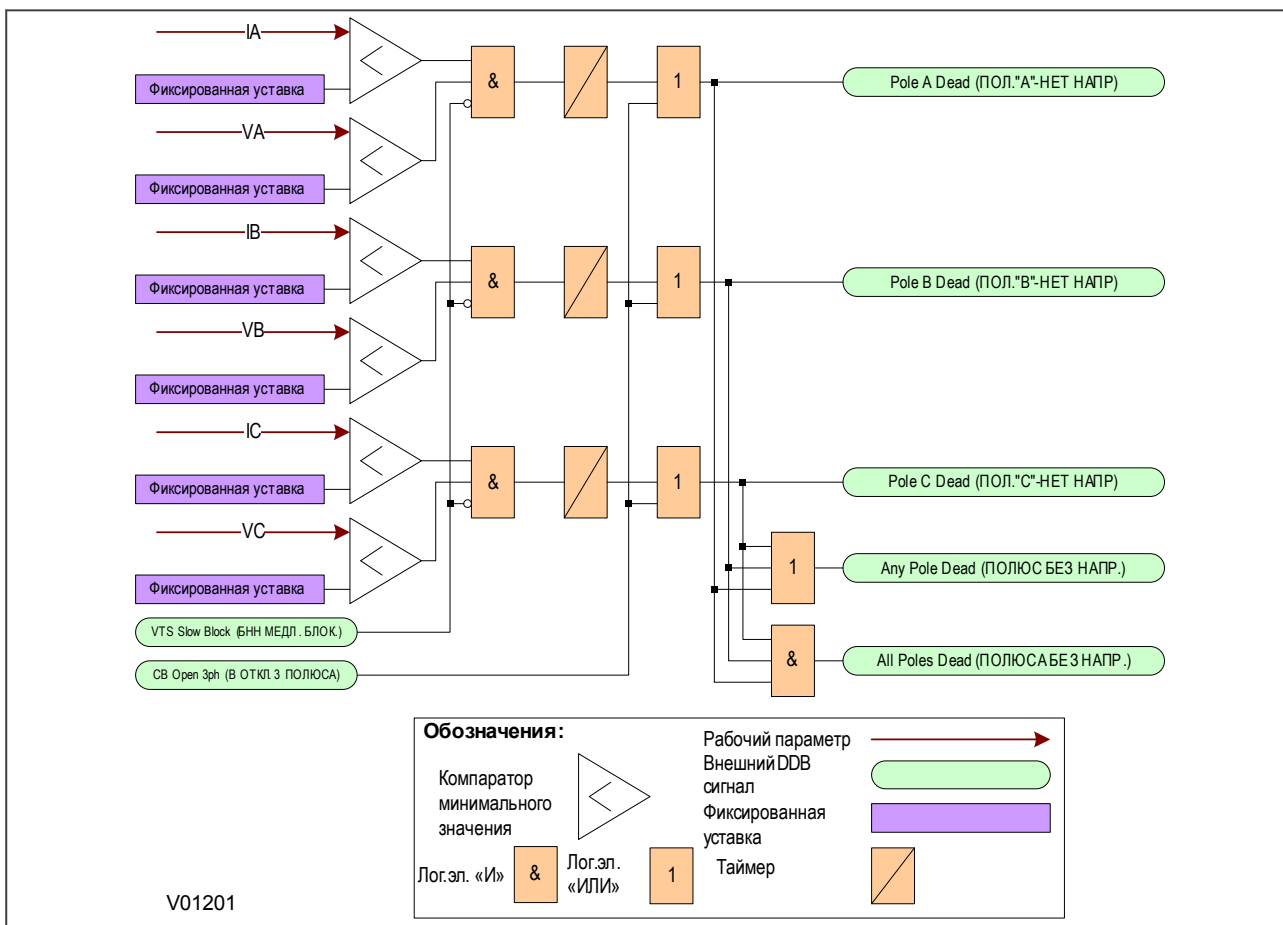 IA
Фиксированная уставка
& 1 Pole A Dead (ПОЛ."А"-НЕТ НАПР)
VA
Фиксированная уставка
IB
Фиксированная уставка
& 1 Pole B Dead (ПОЛ."В"-НЕТ НАПР)
VB
Фиксированная уставка
IC
Фиксированная уставка
& 1 Pole C Dead (ПОЛ."С"-НЕТ НАПР)
VC
Фиксированная уставка
1 Any Pole Dead (ПОЛЮС БЕЗ НАПР.)
VTS Slow Block (БНН МЕДЛ. БЛОК.)
CB Open 3ph (В ОТКЛ. 3 ПОЛЮСА)
& All Poles Dead (ПОЛЮСА БЕЗ НАПР.)
Обозначения:
Компаратор
минимального
значения
Рабочий параметр
Внешний DDB
сигнал
Фиксированная
уставка
Лог.эл. «И» &
Лог.эл.
«ИЛИ» 1
Таймер
V01201